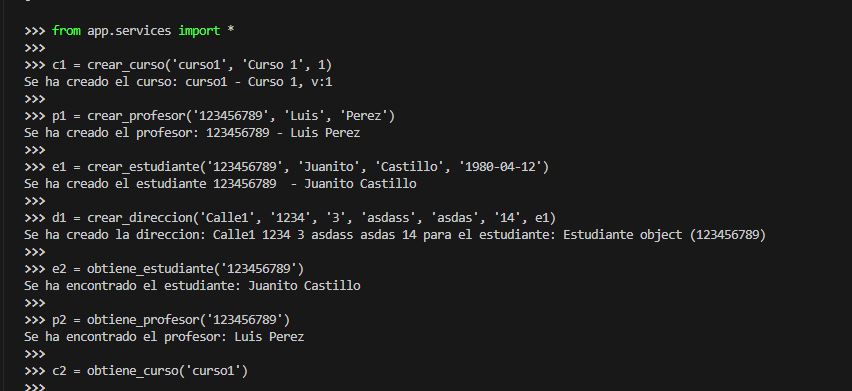 >>> from app.services import *
>>>
>>> c1 = crear_curso('curso1', 'Curso 1', 1)
Se ha creado el curso: curso1 - Curso 1, v:1
>>>
>>> p1 = crear_profesor('123456789', 'Luis', 'Perez')
Se ha creado el profesor: 123456789 - Luis Perez
>>>
>>> e1 = crear_estudiante('123456789', 'Juanito', 'Castillo', '1980-04-12')
Se ha creado el estudiante 123456789  - Juanito Castillo
>>>
>>> d1 = crear_direccion('Calle1', '1234', '3', 'asdass', 'asdas', '14', e1)
Se ha creado la direccion: Calle1 1234 3 asdass asdas 14 para el estudiante: Estudiante object (123456789)
>>>
>>> e2 = obtiene_estudiante('123456789')
Se ha encontrado el estudiante: Juanito Castillo
>>>
>>> p2 = obtiene_profesor('123456789')
Se ha encontrado el profesor: Luis Perez
>>>
>>> c2 = obtiene_curso('curso1')
>>>